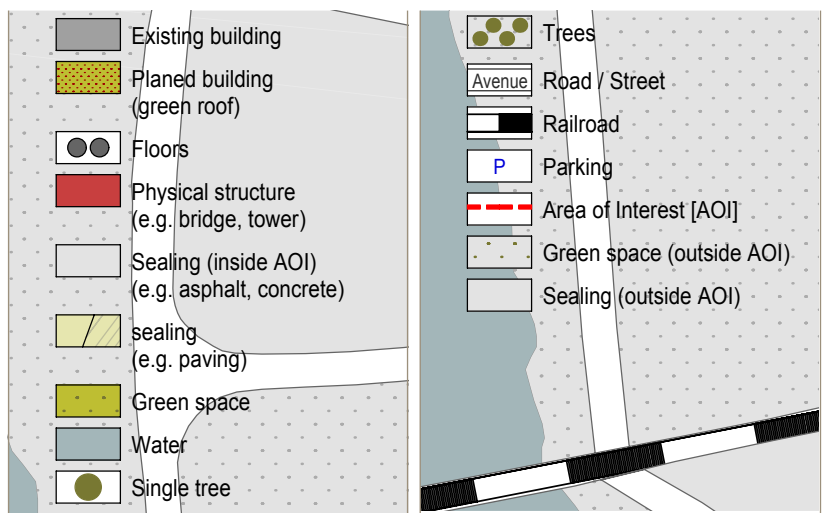 Existing building
Planed building
(green roof)
Floors
Physical structure
(e.g. bridge, tower)
Sealing (inside AOI)
(e.g. asphalt, concrete)
sealing
(e.g. paving)
Green space
Water
Single tree
Trees
Avenue Road / Street
Railroad
P Parking
Area of Interest [AOI]
Green space (outside AOI)
Sealing (outside AOI)